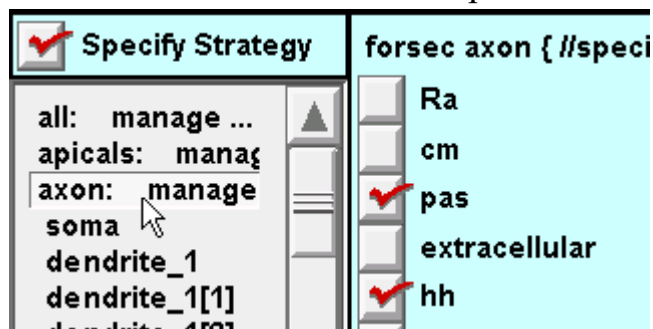 Specify Strategy
all: manage ...
apicals: manag
axon: manage
soma
dendrite_1
dendrite_1[1]
forsec axon { //speci
Ra
cm
pas
extracellular
hh